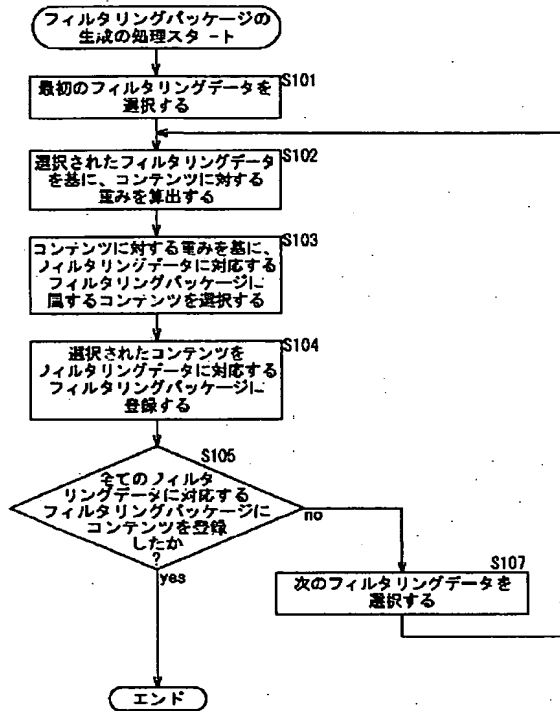 フィルタリングパッケージの
生成の処理スタート
S101
最初のフィルタリングデータを
選択する
S102
選択されたフィルタリングデータ
を基に、コンテンツに対する
重みを算出する
S103
コンテンツに対する重みを基に、
フィルタリングデータに対応する
フィルタリングパッケージに
属するコンテンツを選択する
S104
選択されたコンテンツを
フィルタリングデータに対応する
フィルタリングパッケージに
登録する
S105
全てのフィルタ
リングデータに対応する
フィルタリングパッケージに
コンテンツを登録
したか
?
no
yes
S107
次のフィルタリングデータを
選択する
エンド